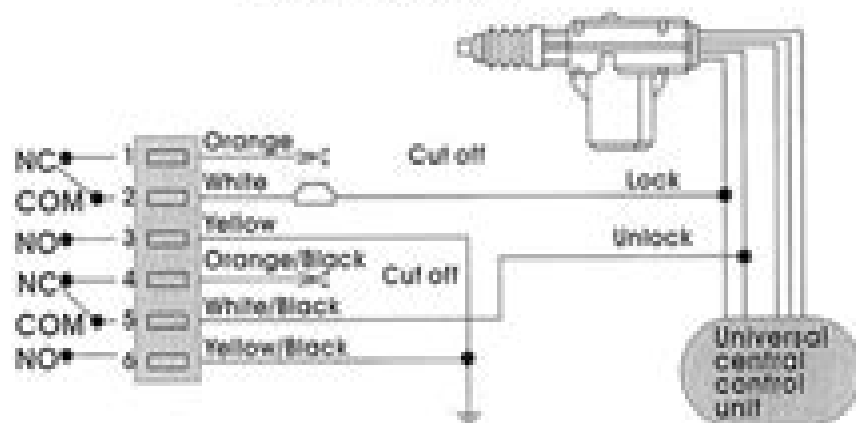 NC 1 Orange Cut off
COM 2 White Lock
NO 3 Yellow Unlock
NC 4 Orange/Black Cut off
COM 5 White/Black
NO 6 Yellow/Black
Universal
central
control
unit